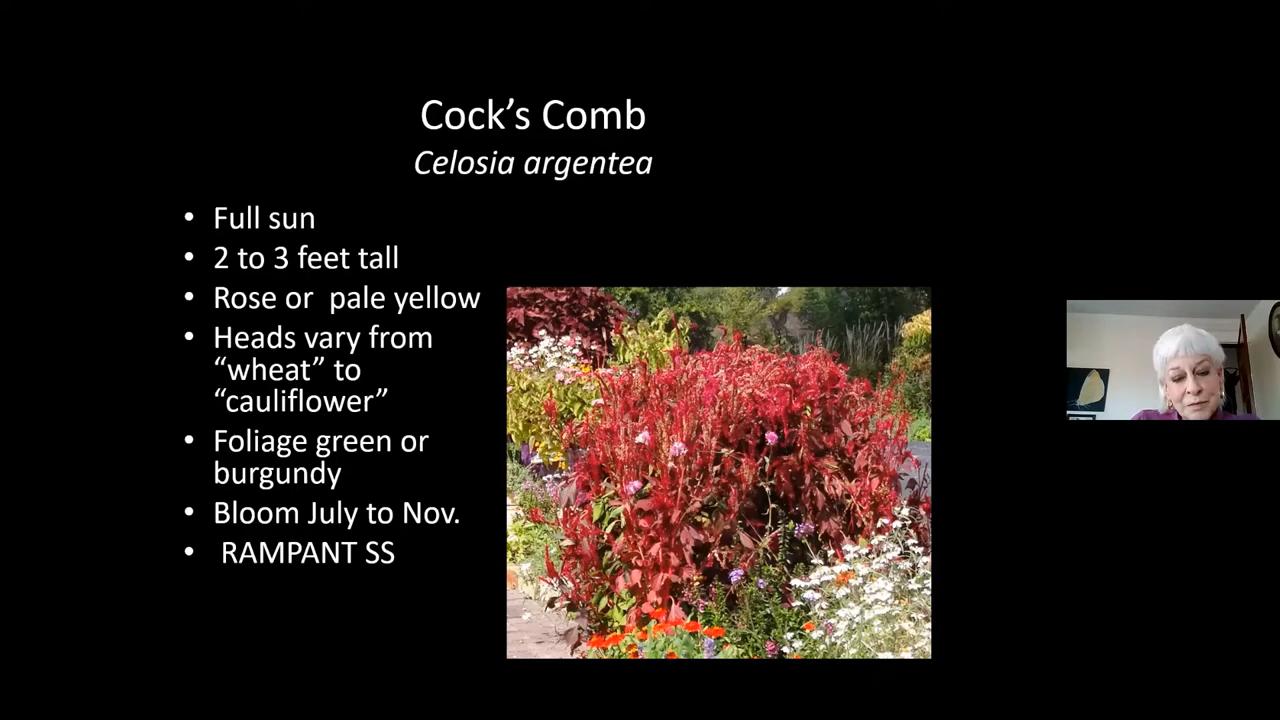 Cock’s Comb
Celosia argentea
• Full sun
• 2 to 3 feet tall
• Rose or  pale yellow
• Heads vary from
“wheat” to
“cauliflower”
• Foliage green or
burgundy
• Bloom July to Nov.
•  RAMPANT SS